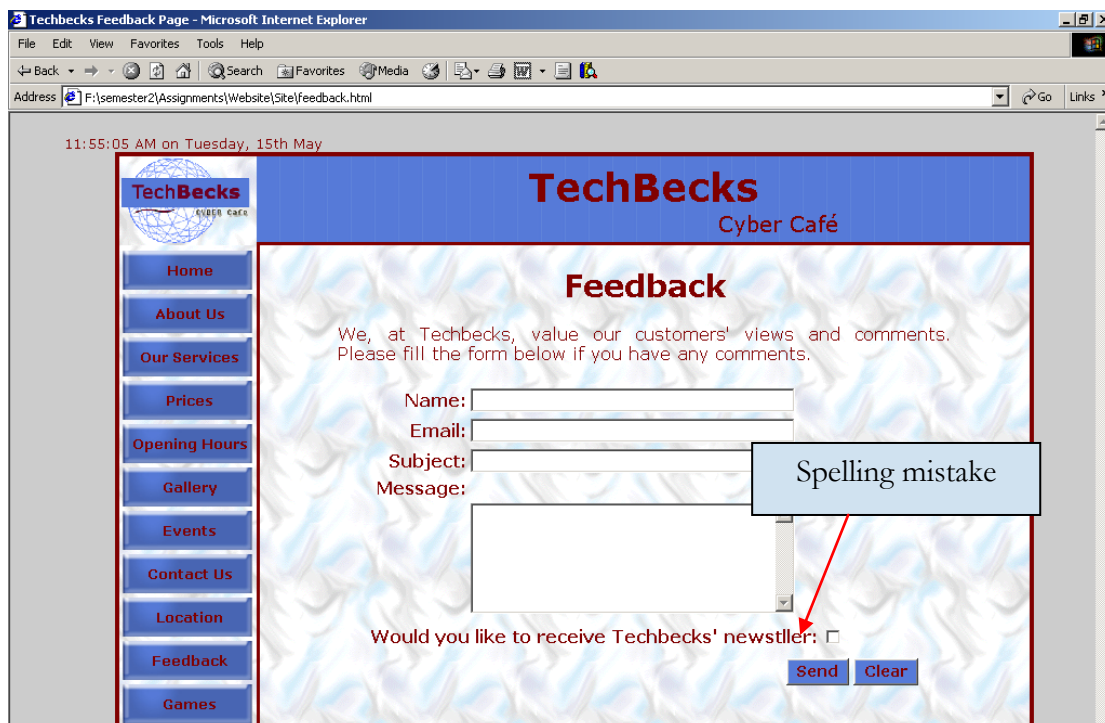 Techbecks Feedback Page - Microsoft Internet Explorer
File Edit View Favorites Tools Help
Back Search Favorites Media
Address F:\semester2\Assignments\Website\Site\feedback.html Go Links
11:55:05 AM on Tuesday, 15th May
TechBecks
CYBER CAFE
TechBecks
Cyber Café
Home
About Us
Our Services
Prices
Opening Hours
Gallery
Events
Contact Us
Location
Feedback
Games
Feedback
We, at Techbecks, value our customers' views and comments.
Please fill the form below if you have any comments.
Name:
Email:
Subject:
Message:
Spelling mistake
Would you like to receive Techbecks' newstller:
Send Clear